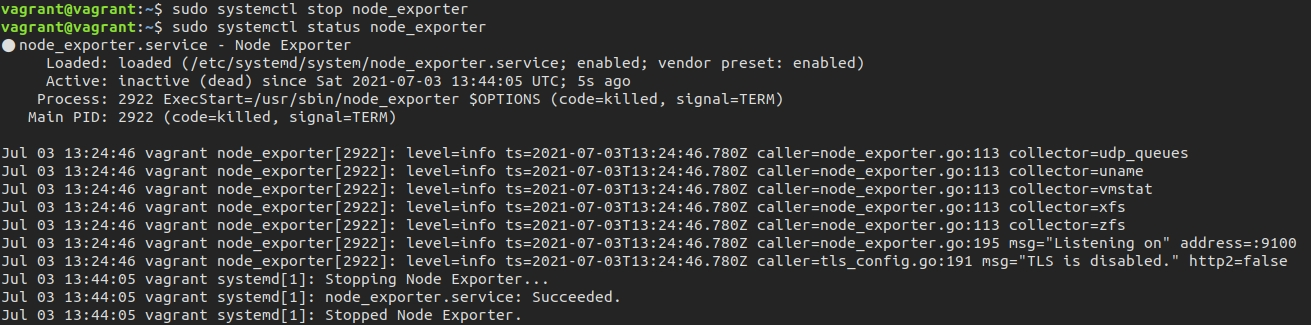 vagrant@vagrant:~$ sudo systemctl stop node_exporter
vagrant@vagrant:~$ sudo systemctl status node_exporter
● node_exporter.service - Node Exporter
     Loaded: loaded (/etc/systemd/system/node_exporter.service; enabled; vendor preset: enabled)
     Active: inactive (dead) since Sat 2021-07-03 13:44:05 UTC; 5s ago
    Process: 2922 ExecStart=/usr/sbin/node_exporter $OPTIONS (code=killed, signal=TERM)
   Main PID: 2922 (code=killed, signal=TERM)

Jul 03 13:24:46 vagrant node_exporter[2922]: level=info ts=2021-07-03T13:24:46.780Z caller=node_exporter.go:113 collector=udp_queues
Jul 03 13:24:46 vagrant node_exporter[2922]: level=info ts=2021-07-03T13:24:46.780Z caller=node_exporter.go:113 collector=uname
Jul 03 13:24:46 vagrant node_exporter[2922]: level=info ts=2021-07-03T13:24:46.780Z caller=node_exporter.go:113 collector=vmstat
Jul 03 13:24:46 vagrant node_exporter[2922]: level=info ts=2021-07-03T13:24:46.780Z caller=node_exporter.go:113 collector=xfs
Jul 03 13:24:46 vagrant node_exporter[2922]: level=info ts=2021-07-03T13:24:46.780Z caller=node_exporter.go:113 collector=zfs
Jul 03 13:24:46 vagrant node_exporter[2922]: level=info ts=2021-07-03T13:24:46.780Z caller=node_exporter.go:195 msg="Listening on" address=:9100
Jul 03 13:24:46 vagrant node_exporter[2922]: level=info ts=2021-07-03T13:24:46.780Z caller=tls_config.go:191 msg="TLS is disabled." http2=false
Jul 03 13:44:05 vagrant systemd[1]: Stopping Node Exporter...
Jul 03 13:44:05 vagrant systemd[1]: node_exporter.service: Succeeded.
Jul 03 13:44:05 vagrant systemd[1]: Stopped Node Exporter.